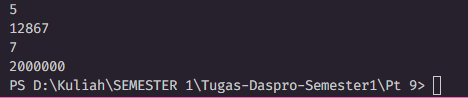 5
12867
7
2000000
PS D:\Kuliah\SEMESTER 1\Tugas-Daspro-Semester1\Pt 9>